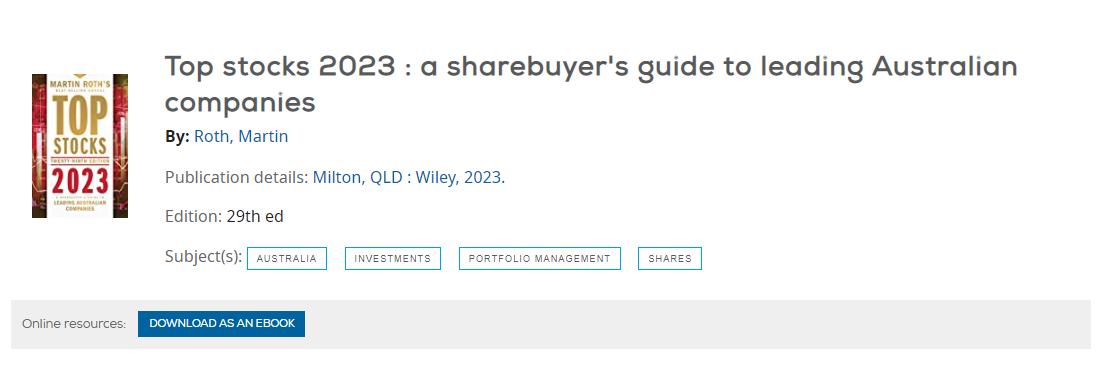 Top stocks 2023 : a sharebuyer's guide to leading Australian
companies
By: Roth, Martin
Publication details: Milton, QLD : Wiley, 2023.
Edition: 29th ed
Subject(s): AUSTRALIA INVESTMENTS PORTFOLIO MANAGEMENT SHARES
MARTIN ROTH'S
BEST-SELLING ANNUAL
TOP
STOCKS
TWENTY NINTH EDITION
2023
A SHAREBUYER'S GUIDE TO
LEADING AUSTRALIAN
COMPANIES
Online resources: DOWNLOAD AS AN EBOOK